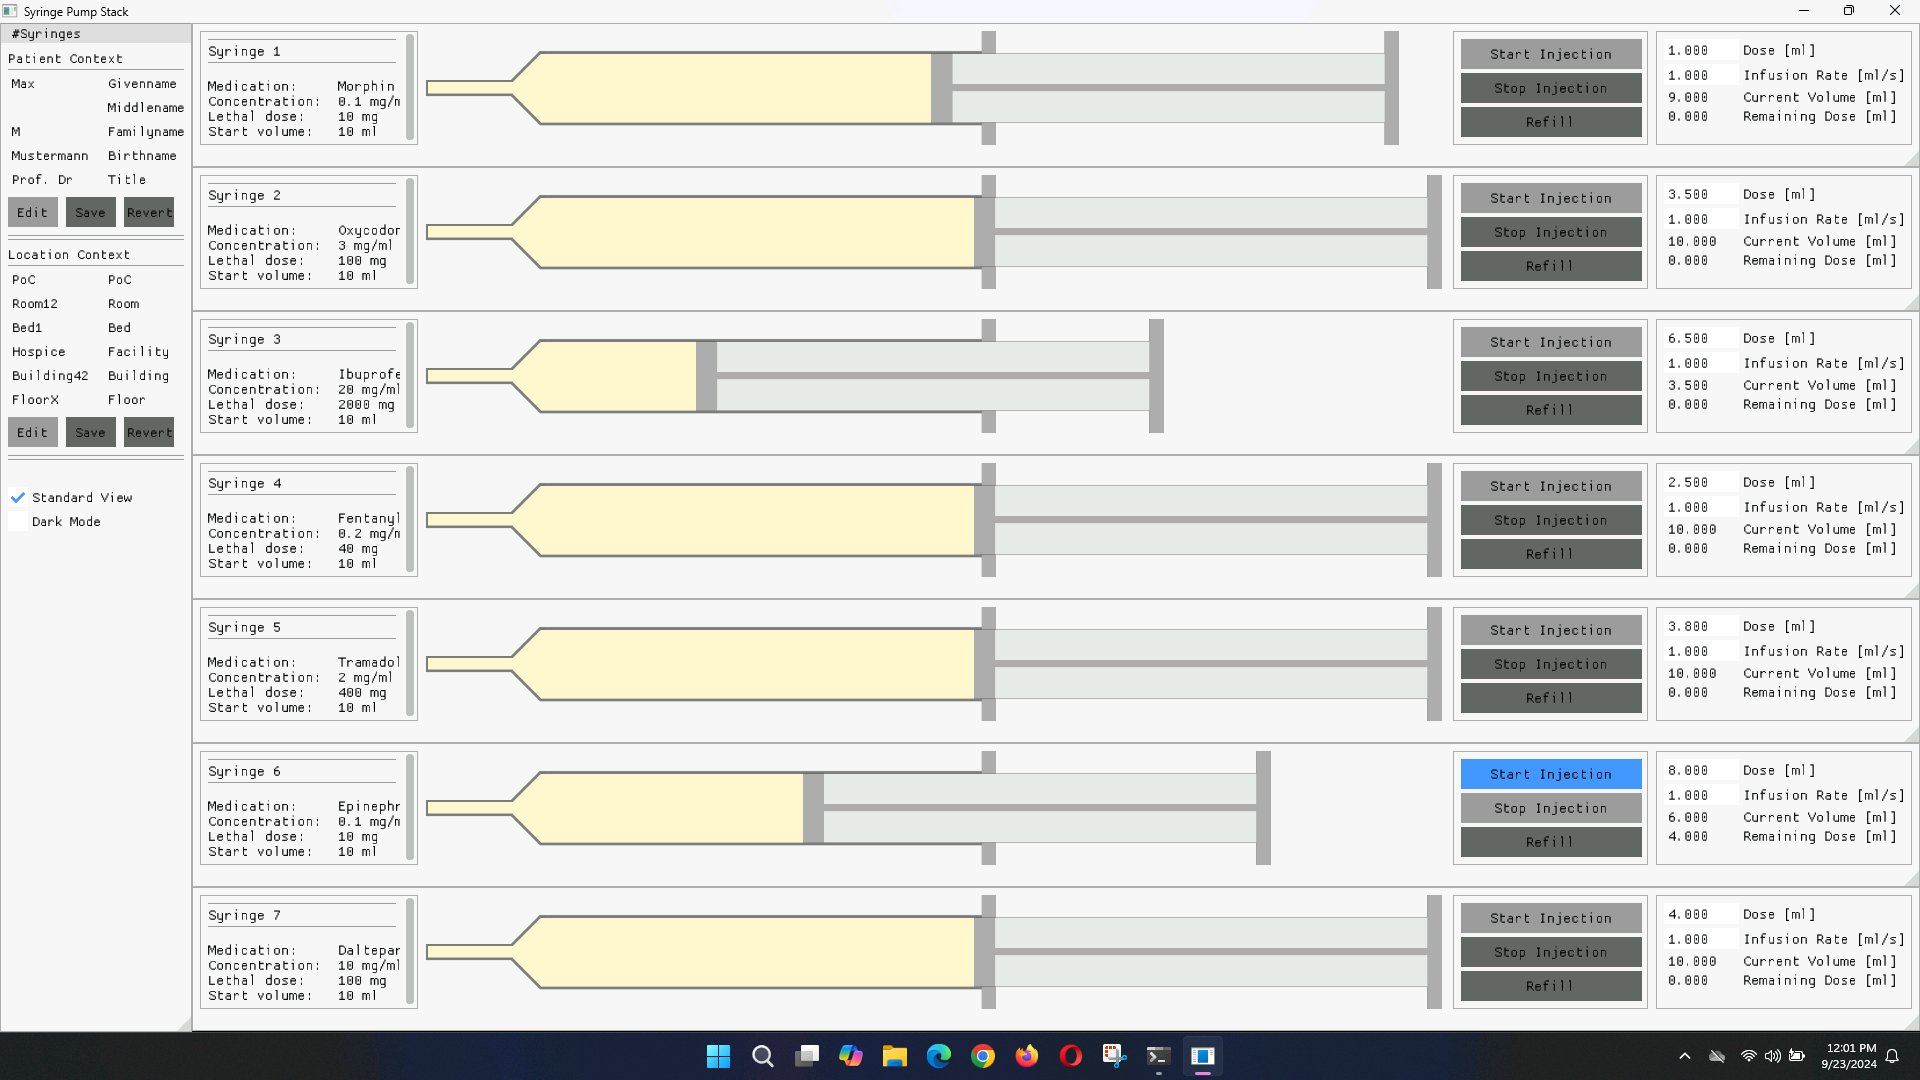 Syringe Pump Stack
#Syringes
Patient Context
Max Givenname
Middlename
M Familyname
Mustermann Birthname
Prof. Dr Title
Edit Save Revert
Location Context
PoC PoC
Room12 Room
Bed1 Bed
Hospice Facility
Building42 Building
FloorX Floor
Edit Save Revert
Standard View
Dark Mode
Syringe 1
Medication: Morphin
Concentration: 0.1 mg/m
Lethal dose: 10 mg
Start volume: 10 ml
Start Injection
Stop Injection
Refill
1.000 Dose [ml]
1.000 Infusion Rate [ml/s]
9.000 Current Volume [ml]
0.000 Remaining Dose [ml]
Syringe 2
Medication: Oxycodor
Concentration: 3 mg/ml
Lethal dose: 100 mg
Start volume: 10 ml
Start Injection
Stop Injection
Refill
3.500 Dose [ml]
1.000 Infusion Rate [ml/s]
10.000 Current Volume [ml]
0.000 Remaining Dose [ml]
Syringe 3
Medication: Ibuprofe
Concentration: 20 mg/ml
Lethal dose: 2000 mg
Start volume: 10 ml
Start Injection
Stop Injection
Refill
6.500 Dose [ml]
1.000 Infusion Rate [ml/s]
3.500 Current Volume [ml]
0.000 Remaining Dose [ml]
Syringe 4
Medication: Fentanyl
Concentration: 0.2 mg/m
Lethal dose: 40 mg
Start volume: 10 ml
Start Injection
Stop Injection
Refill
2.500 Dose [ml]
1.000 Infusion Rate [ml/s]
10.000 Current Volume [ml]
0.000 Remaining Dose [ml]
Syringe 5
Medication: Tramadol
Concentration: 2 mg/ml
Lethal dose: 400 mg
Start volume: 10 ml
Start Injection
Stop Injection
Refill
3.800 Dose [ml]
1.000 Infusion Rate [ml/s]
10.000 Current Volume [ml]
0.000 Remaining Dose [ml]
Syringe 6
Medication: Epinephr
Concentration: 0.1 mg/m
Lethal dose: 10 mg
Start volume: 10 ml
Start Injection
Stop Injection
Refill
8.000 Dose [ml]
1.000 Infusion Rate [ml/s]
6.000 Current Volume [ml]
4.000 Remaining Dose [ml]
Syringe 7
Medication: Daltepar
Concentration: 10 mg/ml
Lethal dose: 100 mg
Start volume: 10 ml
Start Injection
Stop Injection
Refill
4.000 Dose [ml]
1.000 Infusion Rate [ml/s]
10.000 Current Volume [ml]
0.000 Remaining Dose [ml]
12:01 PM
9/23/2024